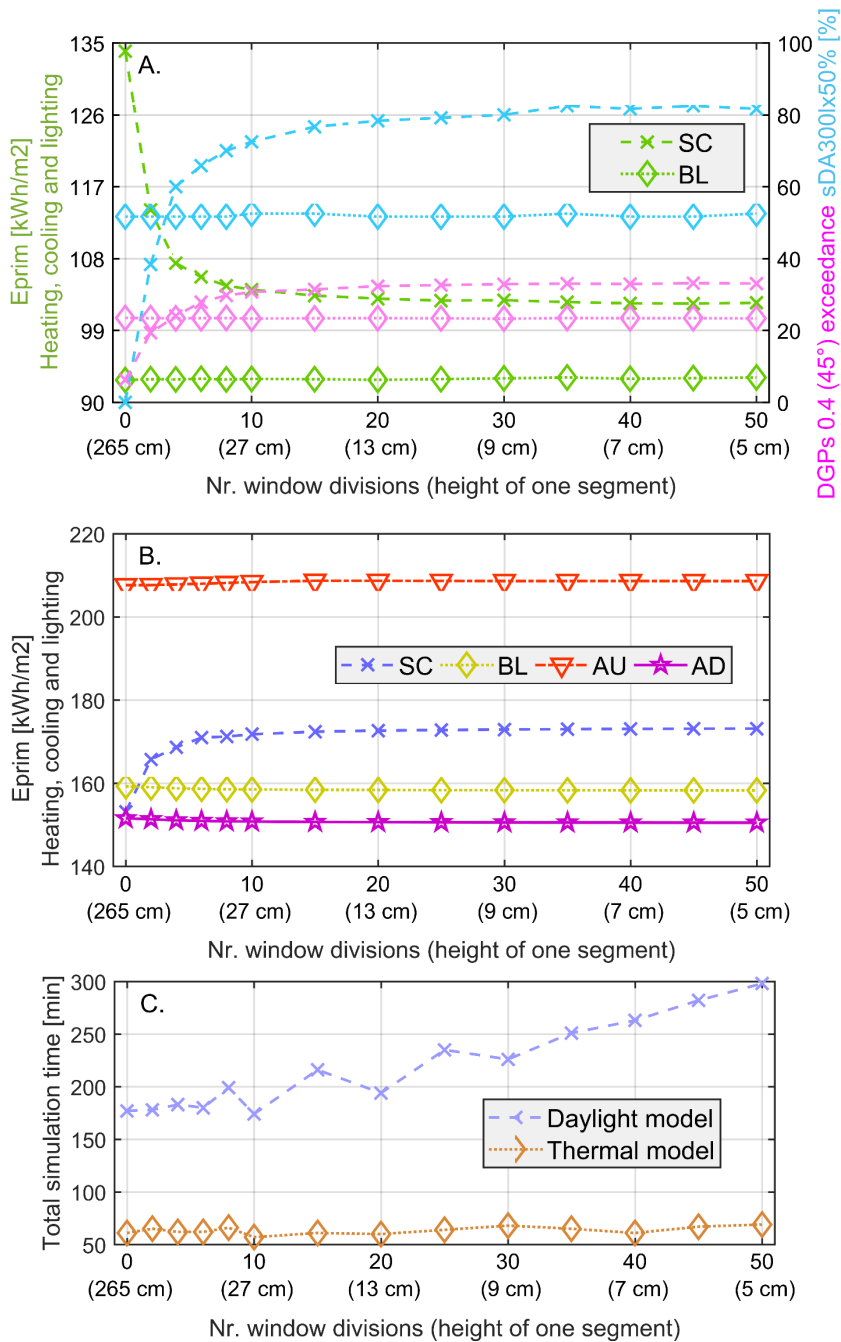 A.
Eprim [kWh/m2]
Heating, cooling and lighting
135
126
117
108
99
90
SC
BL
100
80
60
40
20
0
DGPs 0.4 (45°) exceedance sDA300lx50% [%]
0 10 20 30 40 50
(265 cm) (27 cm) (13 cm) (9 cm) (7 cm) (5 cm)
Nr. window divisions (height of one segment)
B.
Eprim [kWh/m2]
Heating, cooling and lighting
220
200
180
160
140
SC BL AU AD
0 10 20 30 40 50
(265 cm) (27 cm) (13 cm) (9 cm) (7 cm) (5 cm)
Nr. window divisions (height of one segment)
C.
Total simulation time [min]
300
250
200
150
100
50
Daylight model
Thermal model
0 10 20 30 40 50
(265 cm) (27 cm) (13 cm) (9 cm) (7 cm) (5 cm)
Nr. window divisions (height of one segment)